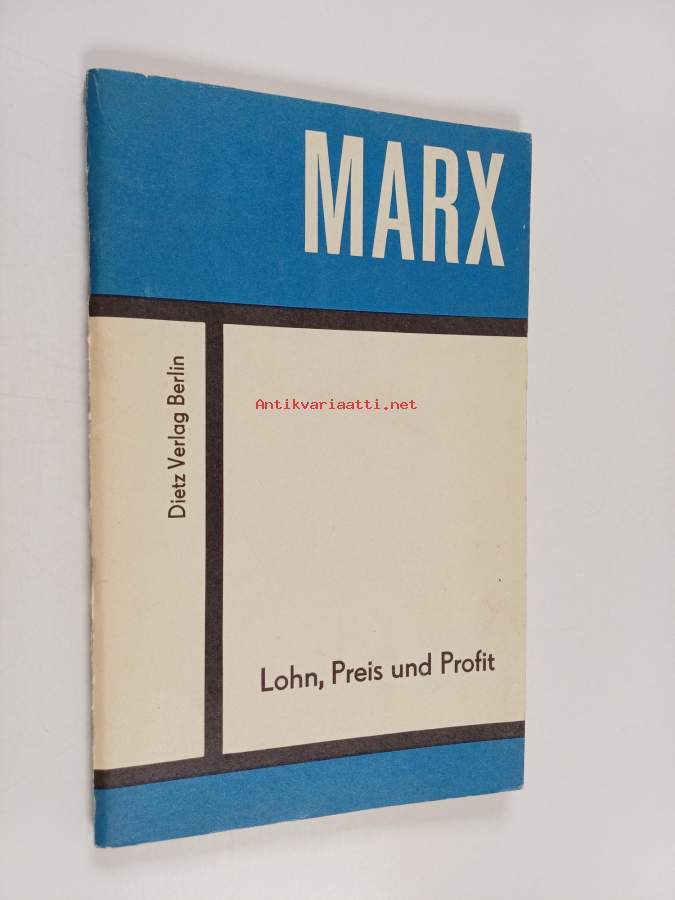 MARX
Dietz Verlag Berlin
Antikvariaatti.net
Lohn, Preis und Profit